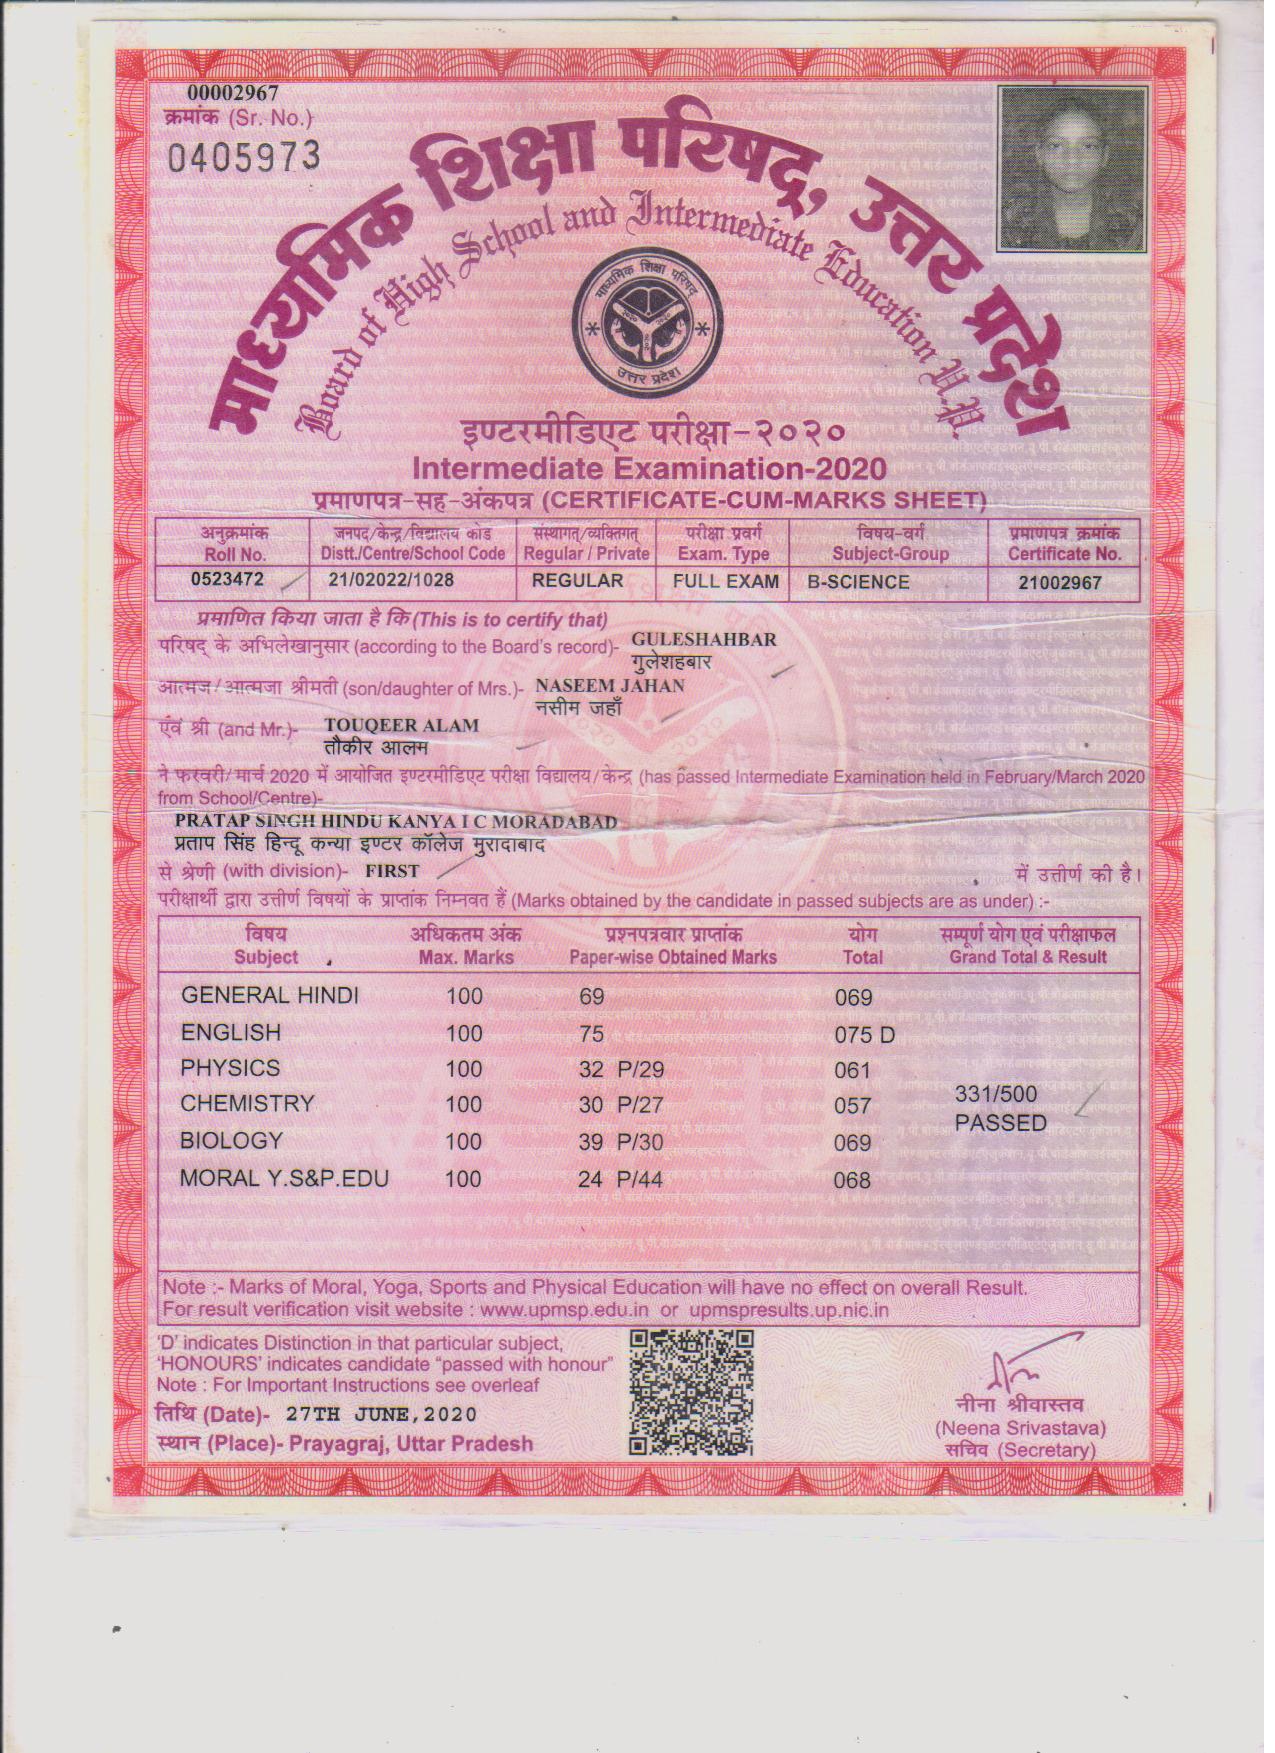 00002967
क्रमांक (Sr. No.)
0405973
माध्यमिक शिक्षा परिषद्, उत्तर प्रदेश
Board of High School and Intermediate Education U.P.
माध्यमिक शिक्षा परिषद्
उत्तर प्रदेश
इण्टरमीडिएट परीक्षा-२०२०
Intermediate Examination-2020
प्रमाणपत्र-सह-अंकपत्र (CERTIFICATE-CUM-MARKS SHEET)
अनुक्रमांक जनपद/केन्द्र/विद्यालय कोड संस्थागत्/व्यक्तिगत् परीक्षा प्रवर्ग विषय-वर्ग प्रमाणपत्र क्रमांक
Roll No. Distt./Centre/School Code Regular / Private Exam. Type Subject-Group Certificate No.
0523472 21/02022/1028 REGULAR FULL EXAM B-SCIENCE 21002967
प्रमाणित किया जाता है कि (This is to certify that)
परिषद् के अभिलेखानुसार (according to the Board's record)- GULESHAHBAR
गुलेशहबार
आत्मज/आत्मजा श्रीमती (son/daughter of Mrs.)- NASEEM JAHAN
नसीम जहाँ
एंवं श्री (and Mr.)- TOUQEER ALAM
तौकीर आलम
ने फरवरी/मार्च 2020 में आयोजित इण्टरमीडिएट परीक्षा विद्यालय/केन्द्र (has passed Intermediate Examination held in February/March 2020
from School/Centre)-
PRATAP SINGH HINDU KANYA I C MORADABAD
प्रताप सिंह हिन्दू कन्या इण्टर कॉलेज मुरादाबाद
से श्रेणी (with division)- FIRST में उत्तीर्ण की है।
परीक्षार्थी द्वारा उत्तीर्ण विषयों के प्राप्तांक निम्नवत हैं (Marks obtained by the candidate in passed subjects are as under) :-
विषय अधिकतम अंक प्रश्नपत्रवार प्राप्तांक योग सम्पूर्ण योग एवं परीक्षाफल
Subject Max. Marks Paper-wise Obtained Marks Total Grand Total & Result
GENERAL HINDI 100 69 069
ENGLISH 100 75 075 D
PHYSICS 100 32 P/29 061
CHEMISTRY 100 30 P/27 057
331/500
PASSED
BIOLOGY 100 39 P/30 069
MORAL Y.S&P.EDU 100 24 P/44 068
Note :- Marks of Moral, Yoga, Sports and Physical Education will have no effect on overall Result.
For result verification visit website : www.upmsp.edu.in or upmspresults.up.nic.in
'D' indicates Distinction in that particular subject,
'HONOURS' indicates candidate "passed with honour"
Note : For Important Instructions see overleaf
तिथि (Date)- 27TH JUNE,2020
स्थान (Place)- Prayagraj, Uttar Pradesh
नीना श्रीवास्तव
(Neena Srivastava)
सचिव (Secretary)